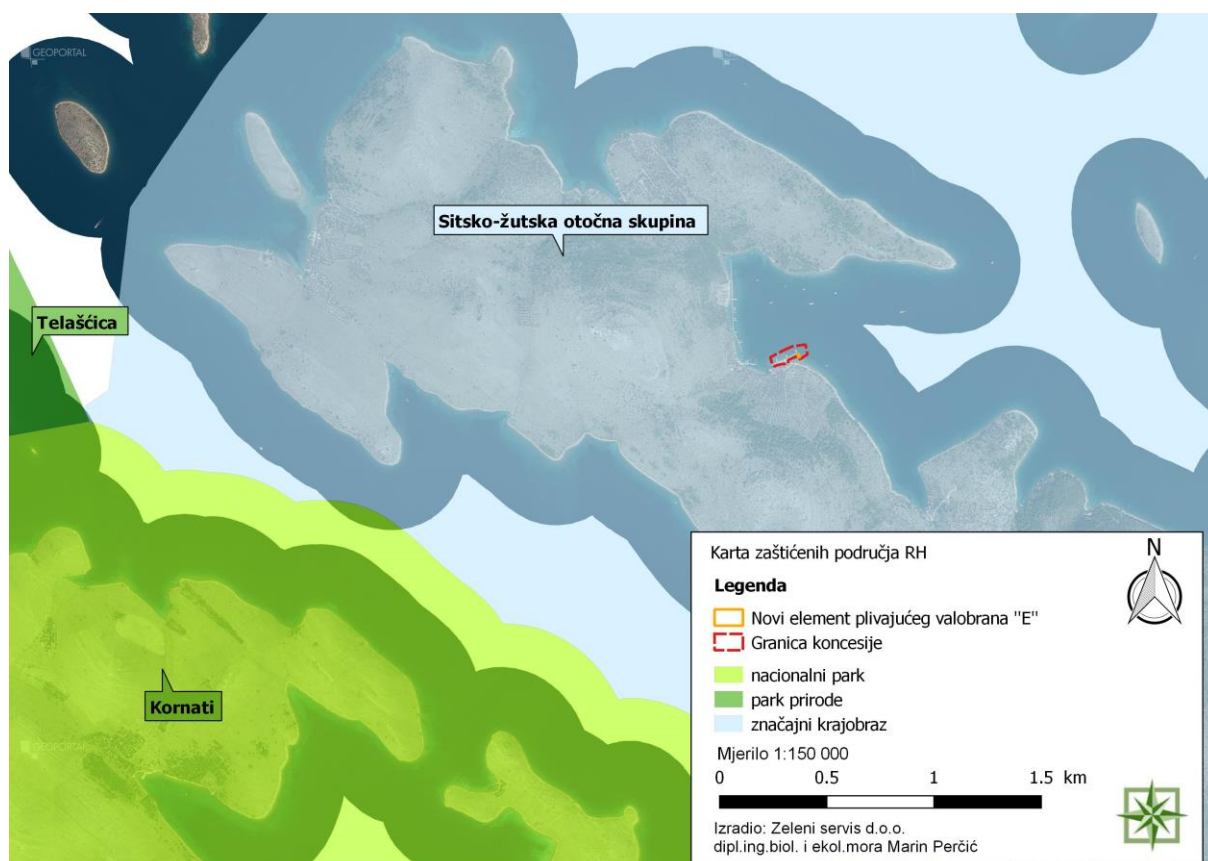 GEOPORTAL
GEOPORTAL
Sitsko-žutska otočna skupina
Telašćica
Kornati
GEOPORTAL
Karta zaštićenih područja RH
N
Legenda
Novi element plivajućeg valobrana "E"
Granica koncesije
nacionalni park
park prirode
značajni krajobraz
Mjerilo 1:150 000
0 0.5 1 1.5 km
Izradio: Zeleni servis d.o.o.
dipl.ing.biol. i ekol.mora Marin Perčić